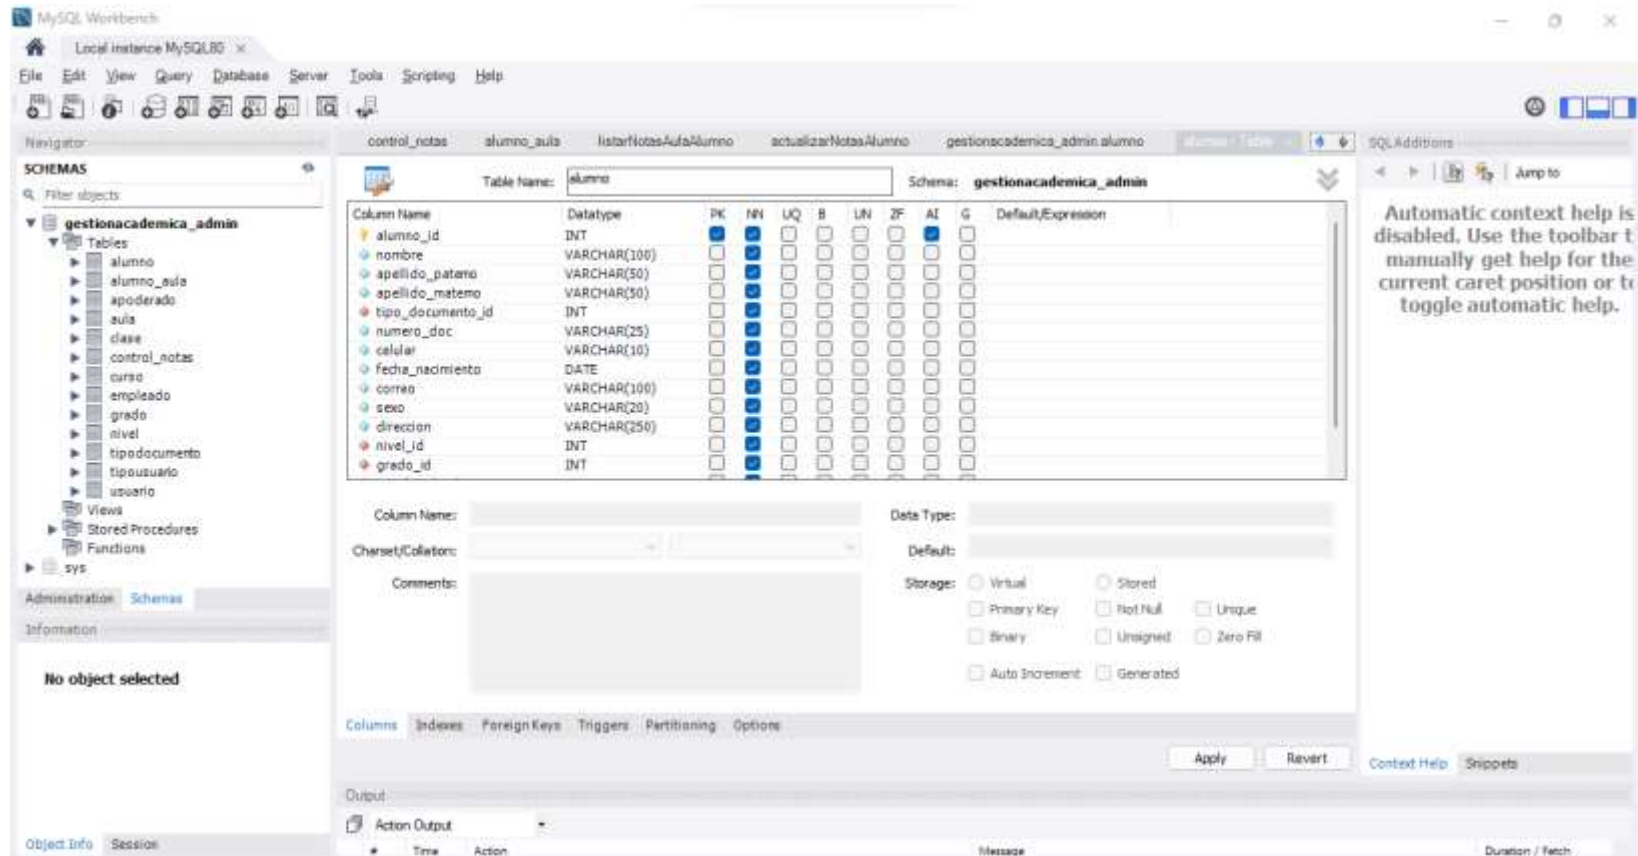 MySQL Workbench
Local instance MySQL80 ×
File Edit View Query Database Server Tools Scripting Help
Navigator
SCHEMAS
Filter objects
gestionacademica_admin
Tables
alumno
alumno_aula
apoderado
aula
clase
control_notas
curso
empleado
grado
nivel
tipodocumento
tipousuario
usuario
Views
Stored Procedures
Functions
sys
Administration Schemas
Information
No object selected
Object Info Session
control_notas alumno_aula listarNotasAulaAlumno actualizarNotasAlumno gestionacademica_admin.alumno alumno - Table
Table Name: alumno Schema: gestionacademica_admin
Column Name Datatype PK NN UQ B UN ZF AI G Default/Expression
alumno_id INT
nombre VARCHAR(100)
apellido_paterno VARCHAR(50)
apellido_materno VARCHAR(50)
tipo_documento_id INT
numero_doc VARCHAR(25)
celular VARCHAR(10)
fecha_nacimiento DATE
correo VARCHAR(100)
sexo VARCHAR(20)
direccion VARCHAR(250)
nivel_id INT
grado_id INT
Column Name: Data Type:
Charset/Collation: Default:
Comments: Storage: Virtual Stored
Primary Key Not Null Unique
Binary Unsigned Zero Fill
Auto Increment Generated
Columns Indexes Foreign Keys Triggers Partitioning Options
Apply Revert
Output
Action Output
# Time Action Message Duration / Fetch
SQLAdditions
Jump to
Automatic context help is
disabled. Use the toolbar t
manually get help for the
current caret position or to
toggle automatic help.
Context Help Snippets